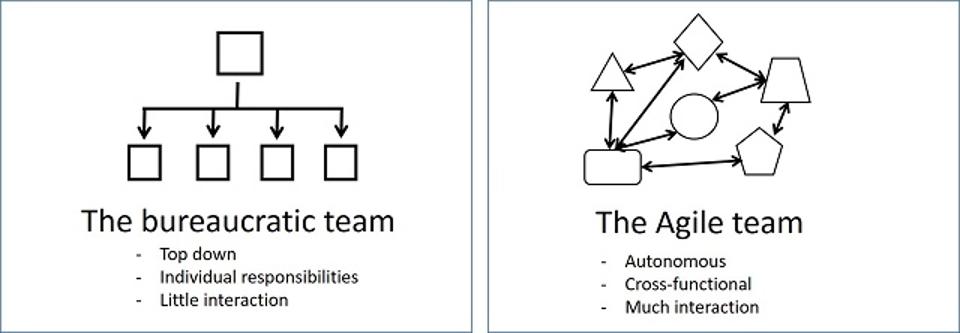 The bureaucratic team
- Top down
- Individual responsibilities
- Little interaction
The Agile team
- Autonomous
- Cross-functional
- Much interaction